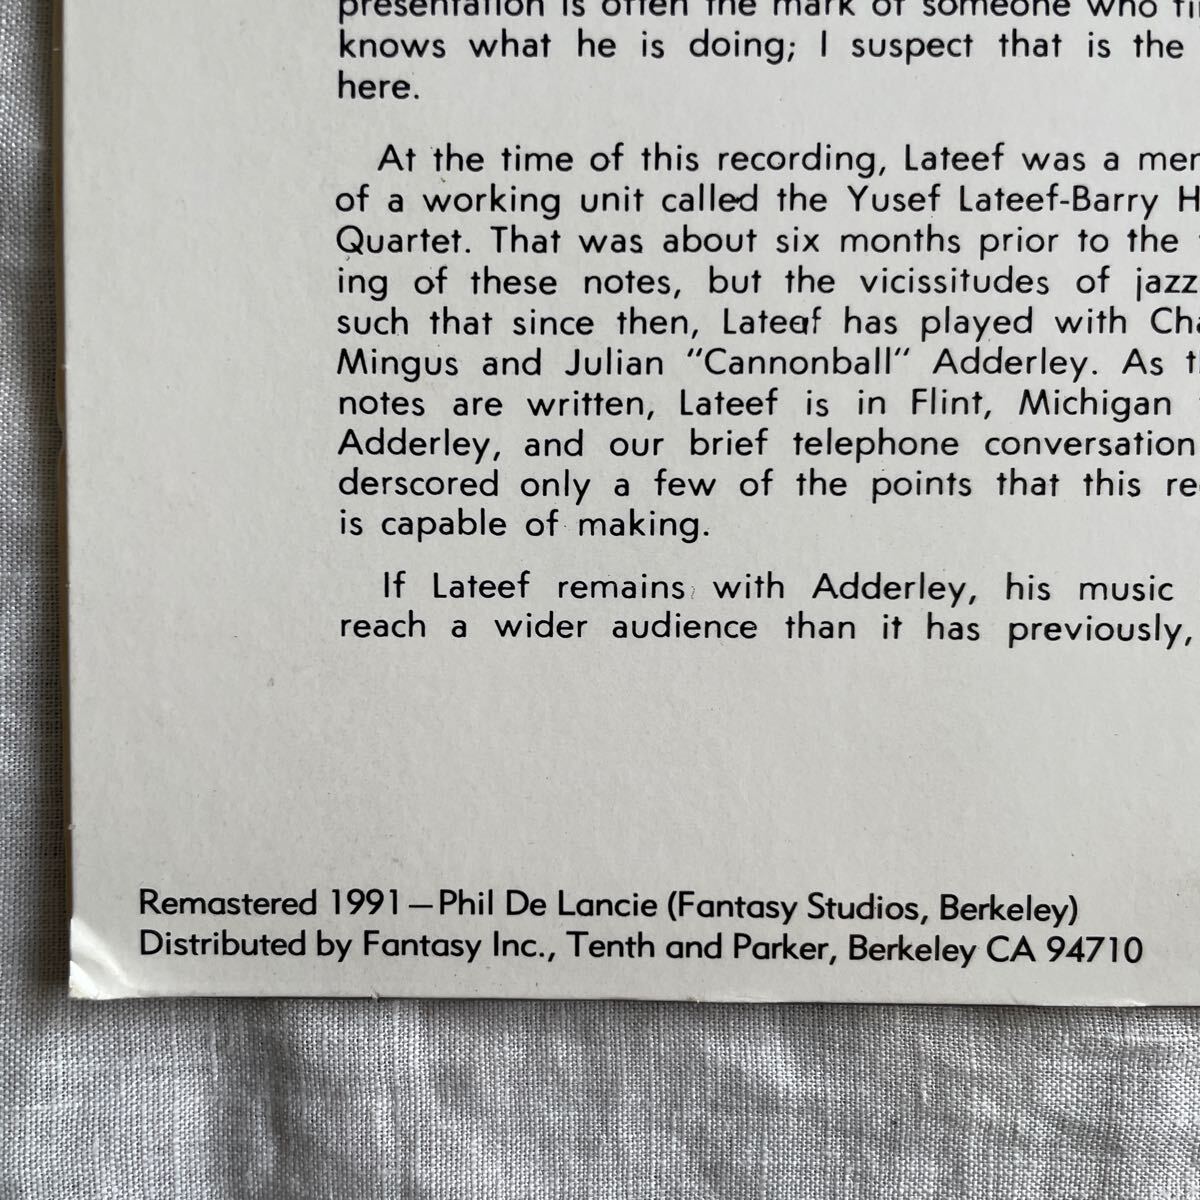 presentation is often the mark of someone who
knows what he is doing; I suspect that is the
here.
At the time of this recording, Lateef was a
of a working unit called the Yusef Lateef-Barry
Quartet. That was about six months prior to the
ing of these notes, but the vicissitudes of jazz
such that since then, Lateef has played with
Mingus and Julian "Cannonball" Adderley. As
notes are written, Lateef is in Flint, Michigan
Adderley, and our brief telephone conversation
derscored only a few of the points that this
is capable of making.
If Lateef remains with Adderley, his music
reach a wider audience than it has previously,
Remastered 1991—Phil De Lancie (Fantasy Studios, Berkeley)
Distributed by Fantasy Inc., Tenth and Parker, Berkeley CA 94710